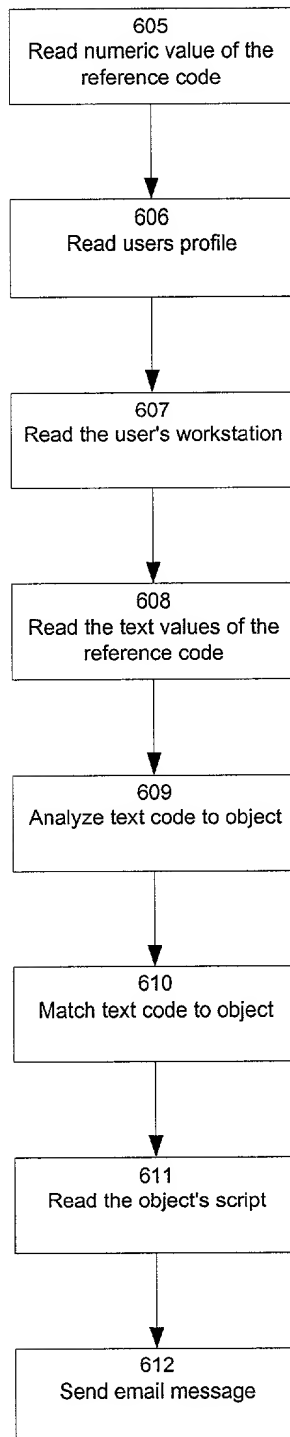 605
Read numeric value of the
reference code
606
Read users profile
607
Read the user's workstation
608
Read the text values of the
reference code
609
Analyze text code to object
610
Match text code to object
611
Read the object's script
612
Send email message